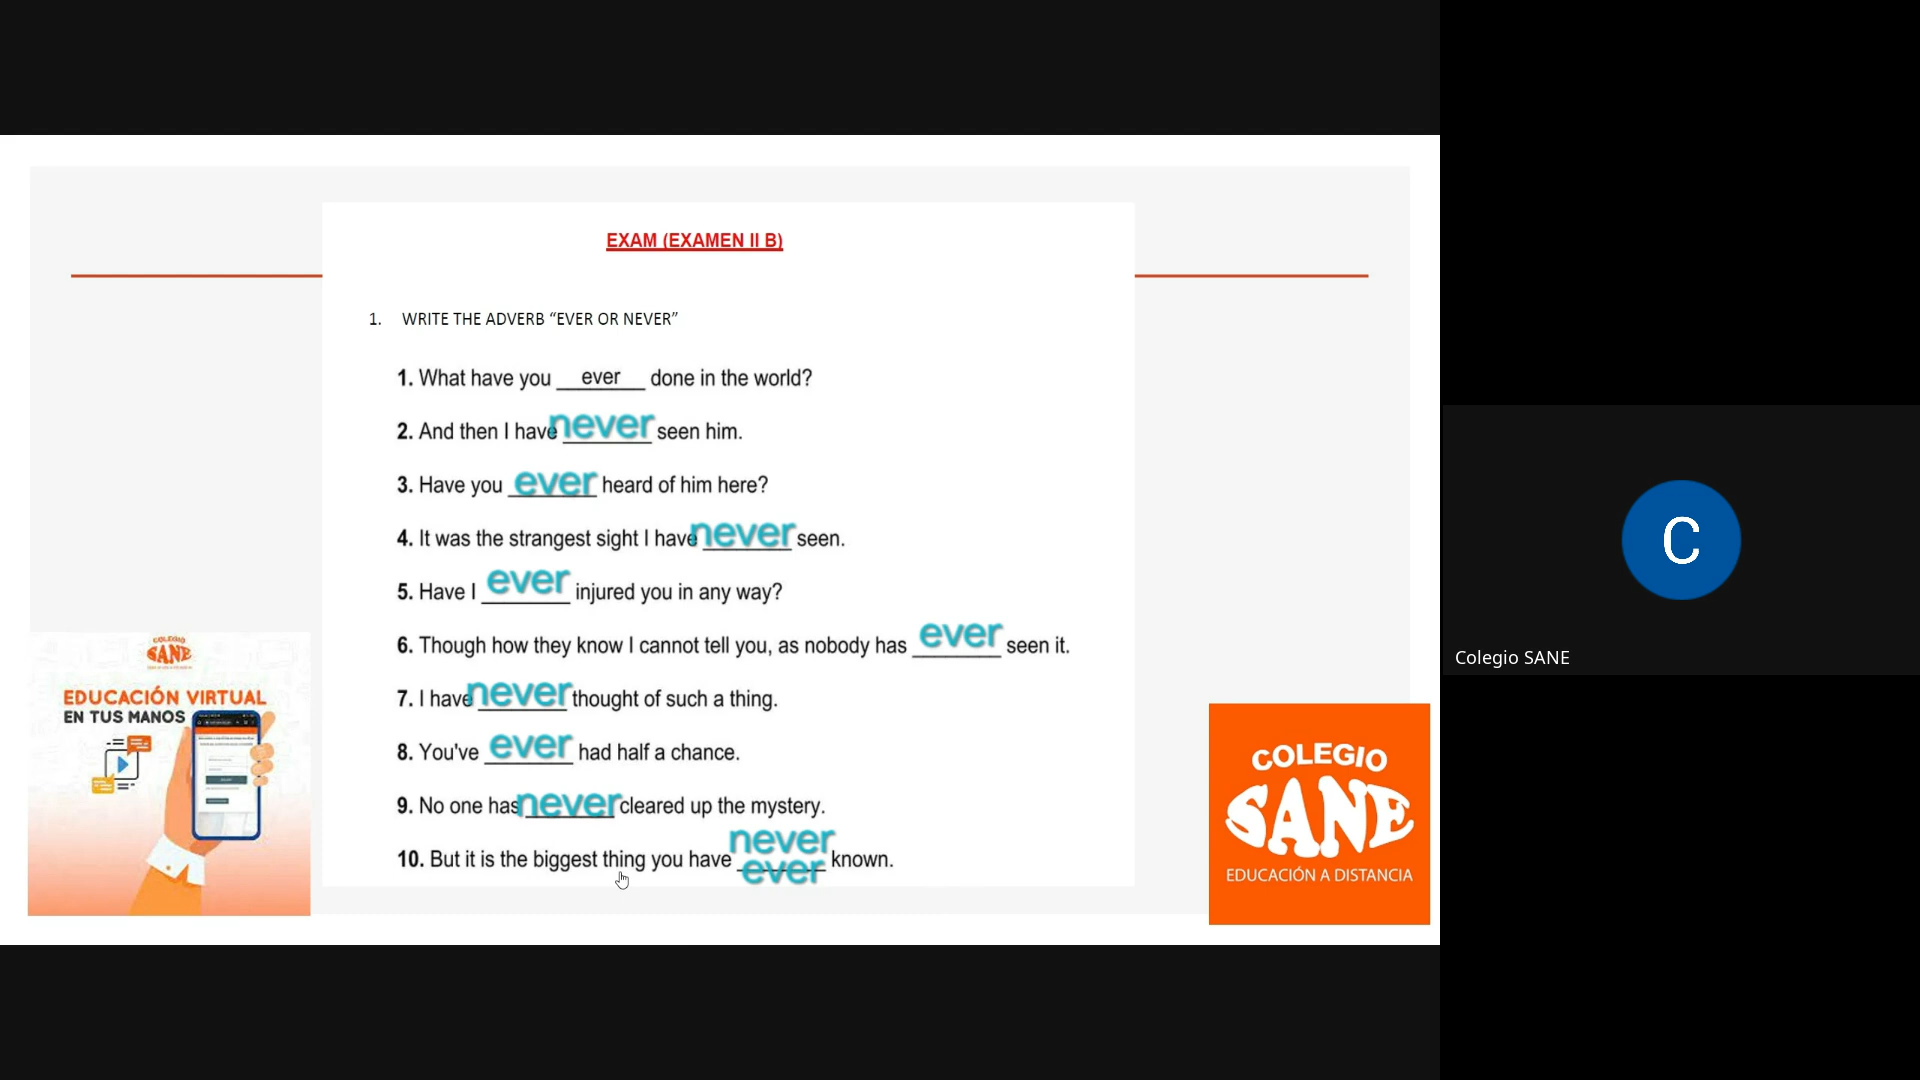 EXAM (EXAMEN II B)
1. WRITE THE ADVERB “EVER OR NEVER”
1. What have you ever done in the world?
2. And then I have never seen him.
3. Have you ever heard of him here?
4. It was the strangest sight I have never seen.
5. Have I ever injured you in any way?
6. Though how they know I cannot tell you, as nobody has ever seen it.
7. I have never thought of such a thing.
8. You've ever had half a chance.
9. No one has never cleared up the mystery.
never
10. But it is the biggest thing you have ever known.
COLEGIO
SANE
EDUCACIÓN VIRTUAL
EN TUS MANOS
COLEGIO
SANE
EDUCACIÓN A DISTANCIA
C
Colegio SANE